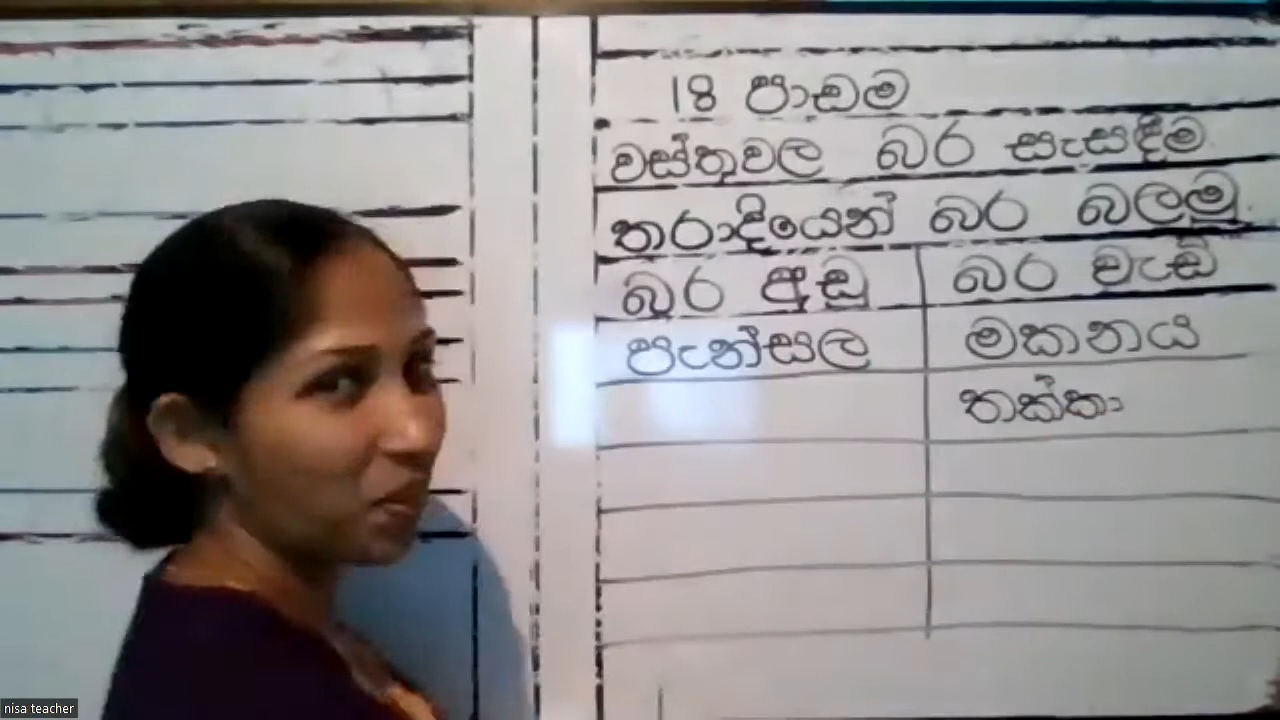 18 පාඩම
වස්තුවල බර සැසඳීම
තරාදියෙන් බර බලමු.
බර අඩු බර වැඩි
පැන්සල මකනය
තක්කා
nisa teacher